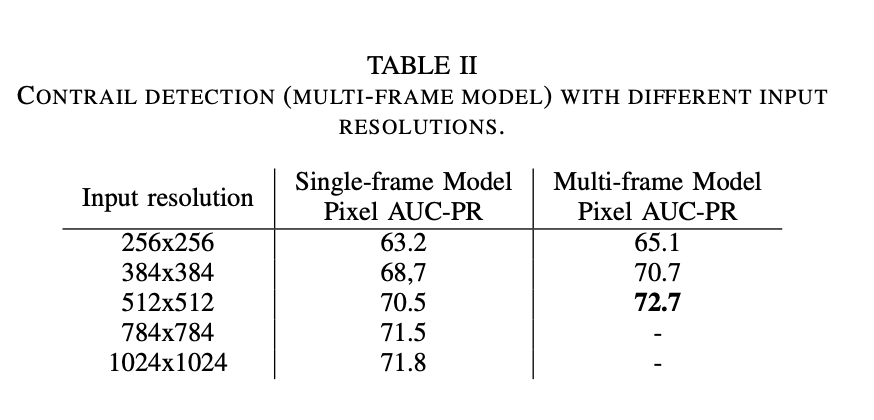 TABLE II
CONTRAIL DETECTION (MULTI-FRAME MODEL) WITH DIFFERENT INPUT
RESOLUTIONS.
Input resolution | Single-frame Model Pixel AUC-PR | Multi-frame Model Pixel AUC-PR
256x256 | 63.2 | 65.1
384x384 | 68,7 | 70.7
512x512 | 70.5 | 72.7
784x784 | 71.5 | -
1024x1024 | 71.8 | -